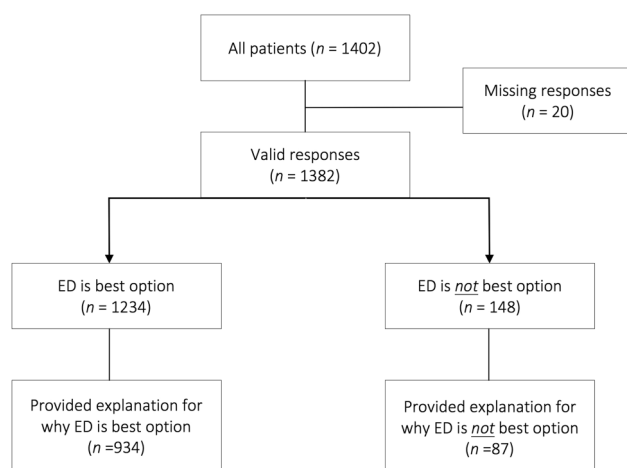 All patients (n = 1402)
Missing responses
(n = 20)
Valid responses
(n = 1382)
ED is best option
(n = 1234)
ED is not best option
(n = 148)
Provided explanation for
why ED is best option
(n =934)
Provided explanation for
why ED is not best option
(n =87)